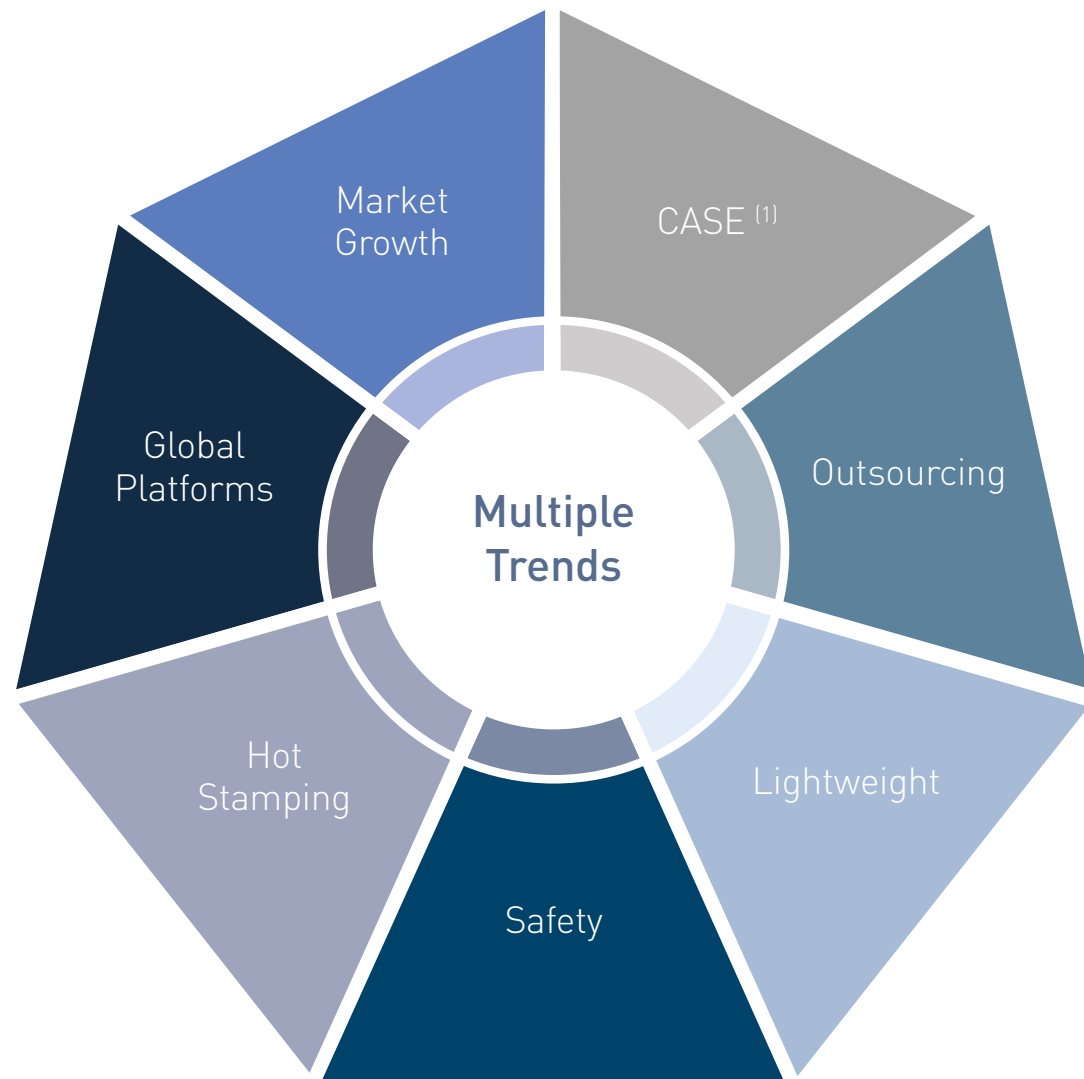 Market
Growth
CASE (1)
Global
Platforms
Outsourcing
Multiple
Trends
Hot
Stamping
Lightweight
Safety